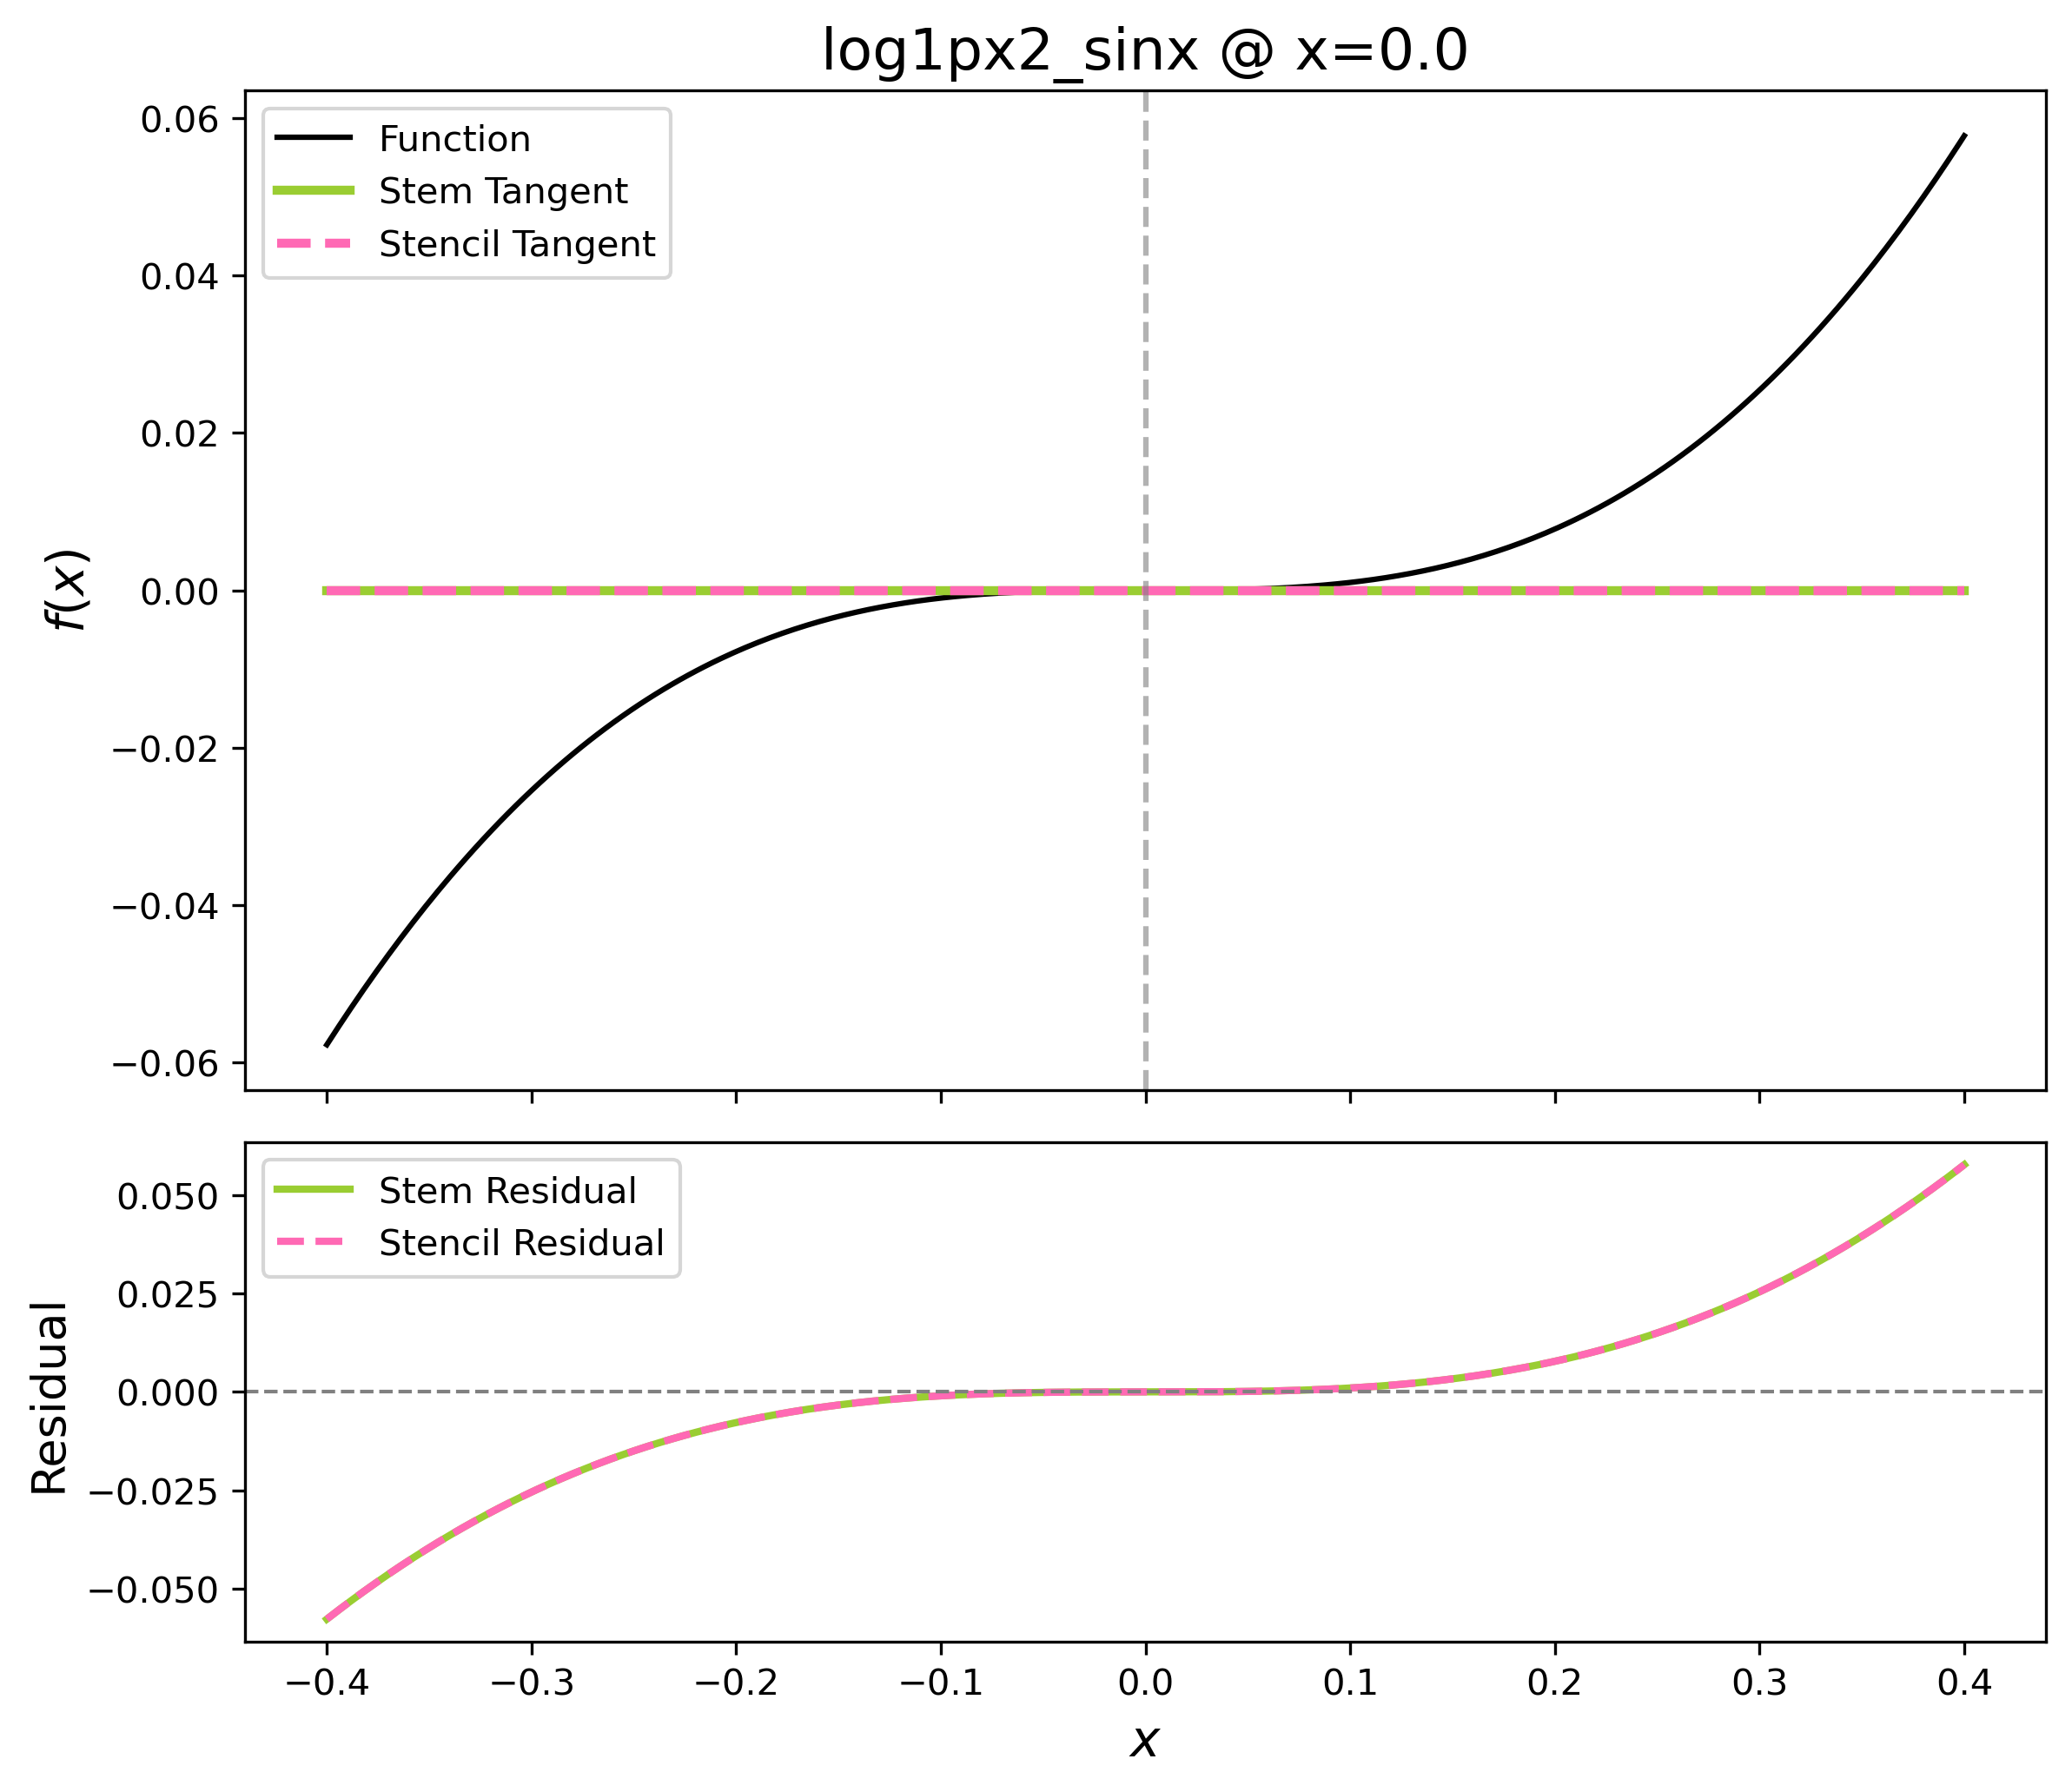 log1px2_sinx @ x=0.0
Function
Stem Tangent
Stencil Tangent
0.06
0.04
0.02
0.00
−0.02
−0.04
−0.06
f(x)
Stem Residual
Stencil Residual
0.050
0.025
0.000
−0.025
−0.050
Residual
−0.4 −0.3 −0.2 −0.1 0.0 0.1 0.2 0.3 0.4
x